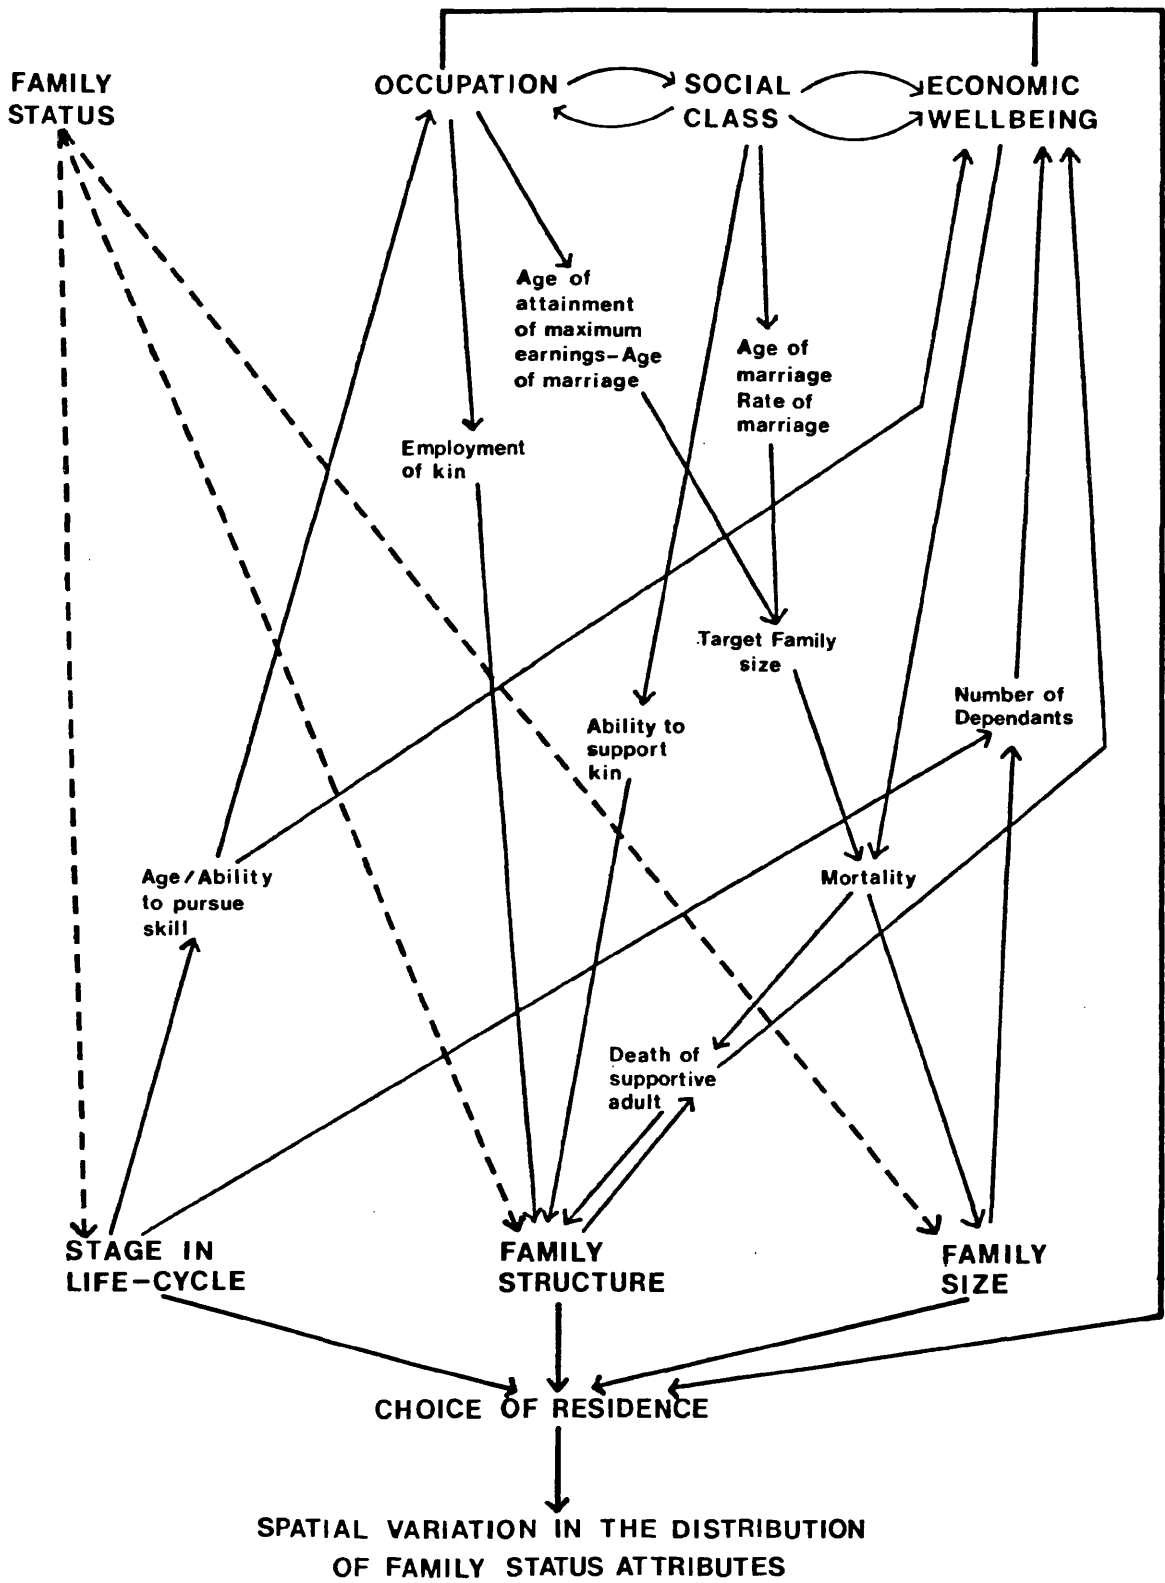 FAMILY
STATUS
OCCUPATION
SOCIAL
CLASS
ECONOMIC
WELLBEING
Age of
attainment
of maximum
earnings-Age
of marriage
Age of
marriage
Rate of
marriage
Employment
of kin
Target Family
size
Number of
Dependants
Ability to
support
kin
Age/Ability
to pursue
skill
Mortality
Death of
supportive
adult
STAGE IN
LIFE-CYCLE
FAMILY
STRUCTURE
FAMILY
SIZE
CHOICE OF RESIDENCE
SPATIAL VARIATION IN THE DISTRIBUTION
OF FAMILY STATUS ATTRIBUTES